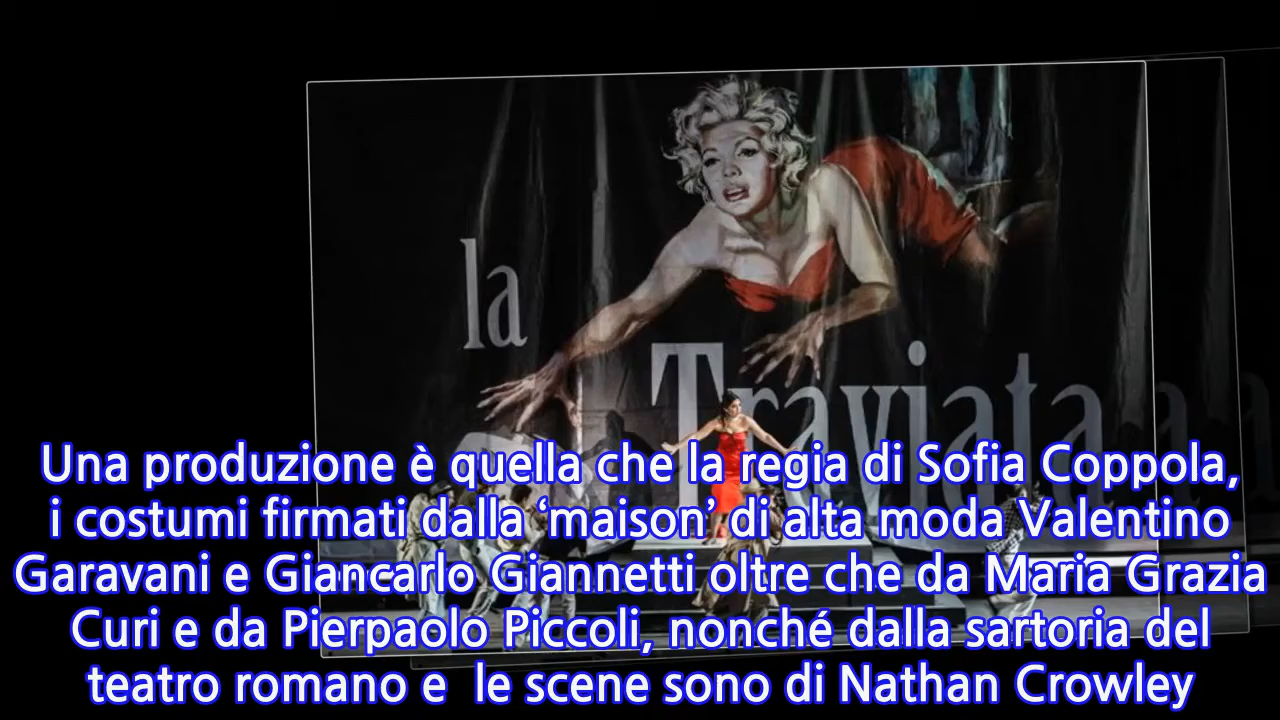 la
Traviata
Una produzione è quella che la regia di Sofia Coppola,
i costumi firmati dalla ‘maison’ di alta moda Valentino
Garavani e Giancarlo Giannetti oltre che da Maria Grazia
Curi e da Pierpaolo Piccoli, nonché dalla sartoria del
teatro romano e  le scene sono di Nathan Crowley